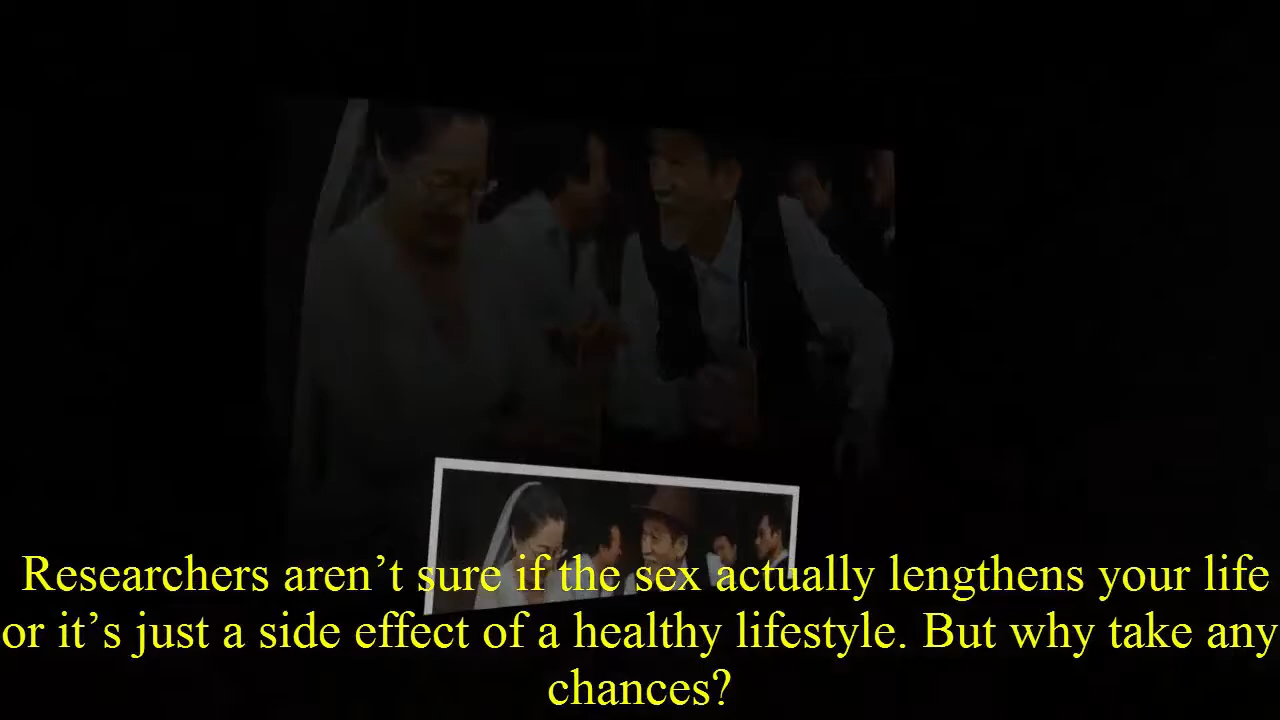 Researchers aren’t sure if the sex actually lengthens your life
or it’s just a side effect of a healthy lifestyle. But why take any
chances?